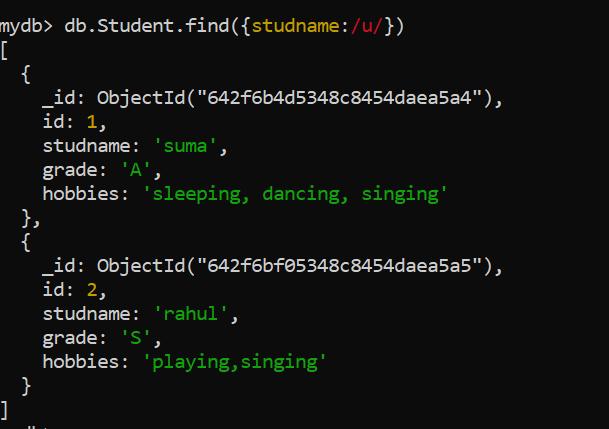 mydb> db.Student.find({studname:/u/})
[
  {
    _id: ObjectId("642f6b4d5348c8454daea5a4"),
    id: 1,
    studname: 'suma',
    grade: 'A',
    hobbies: 'sleeping, dancing, singing'
  },
  {
    _id: ObjectId("642f6bf05348c8454daea5a5"),
    id: 2,
    studname: 'rahul',
    grade: 'S',
    hobbies: 'playing,singing'
  }
]